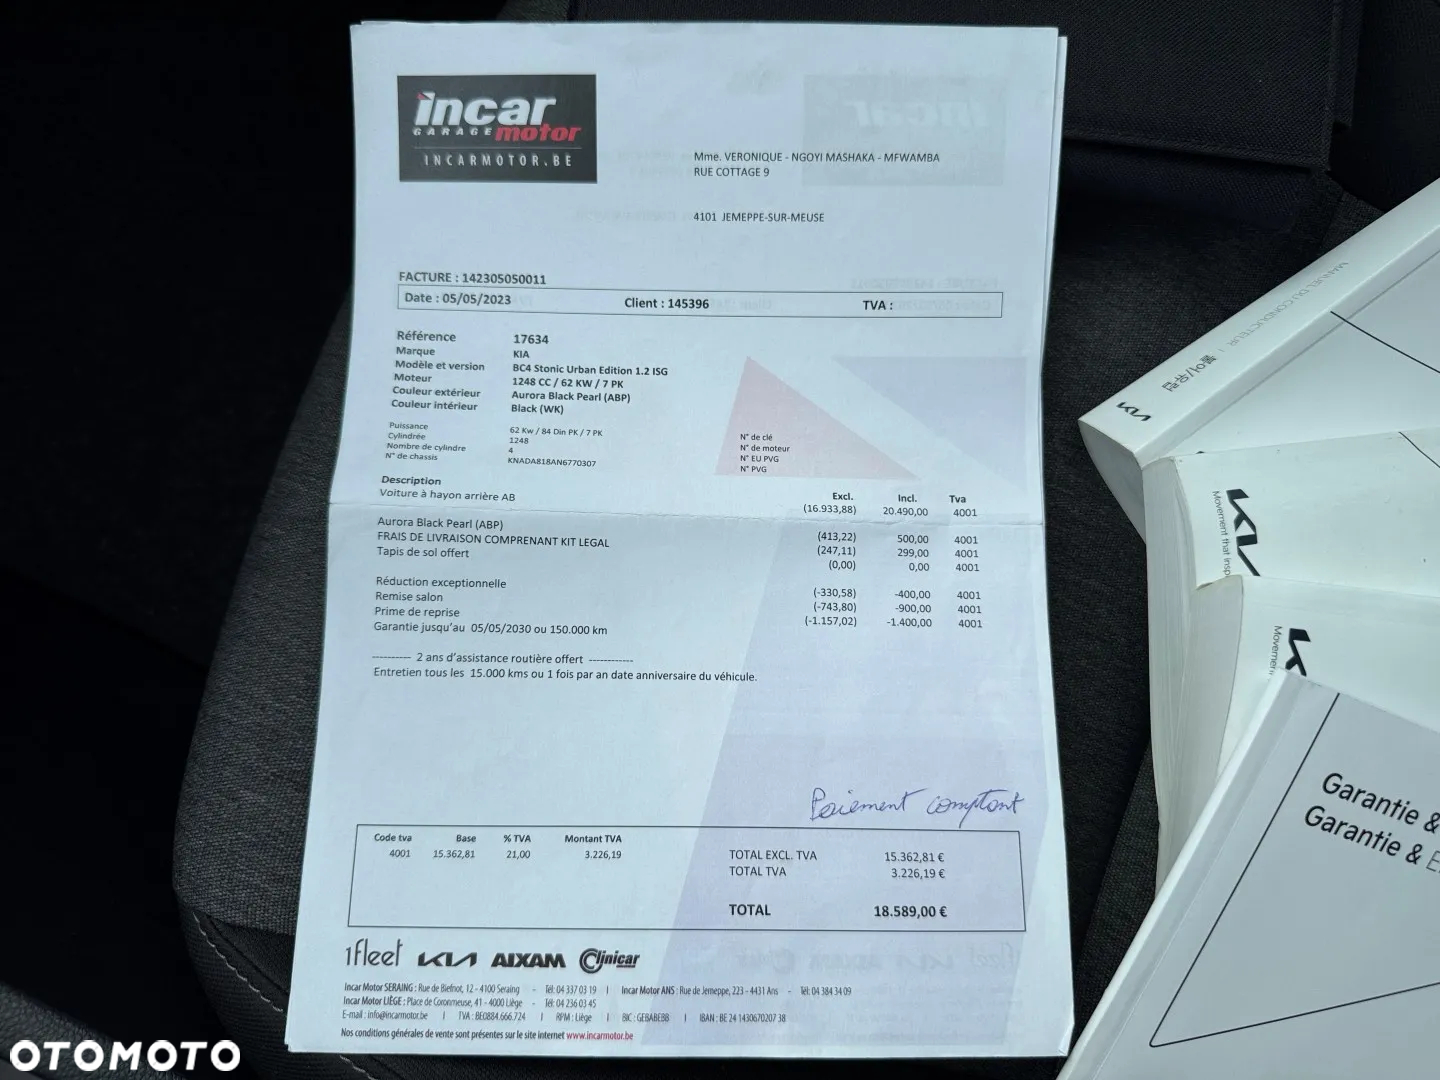 incar
GARAGE motor
INCARMOTOR.BE
Mme. VERONIQUE - NGOYI MASHAKA - MFWAMBA
RUE COTTAGE 9
4101 JEMEPPE-SUR-MEUSE
FACTURE : 142305050011
Date : 05/05/2023 Client : 145396 TVA :
Référence 17634
Marque KIA
Modèle et version BC4 Stonic Urban Edition 1.2 ISG
Moteur 1248 CC / 62 KW / 7 PK
Couleur extérieur Aurora Black Pearl (ABP)
Couleur intérieur Black (WK)
Puissance 62 Kw / 84 Din PK / 7 PK
Cylindrée 1248
Nombre de cylindre 4
N° de chassis KNADA818AN6770307
N° de clé
N° de moteur
N° EU PVG
N° PVG
Description Excl. Incl. Tva
Voiture à hayon arrière AB (16.933,88) 20.490,00 4001
Aurora Black Pearl (ABP) (413,22) 500,00 4001
FRAIS DE LIVRAISON COMPRENANT KIT LEGAL (247,11) 299,00 4001
Tapis de sol offert (0,00) 0,00 4001
Réduction exceptionnelle (-330,58) -400,00 4001
Remise salon (-743,80) -900,00 4001
Prime de reprise (-1.157,02) -1.400,00 4001
Garantie jusqu'au 05/05/2030 ou 150.000 km
---------- 2 ans d'assistance routière offert ------------
Entretien tous les 15.000 kms ou 1 fois par an date anniversaire du véhicule.
Paiement comptant
Code tva Base % TVA Montant TVA
4001 15.362,81 21,00 3.226,19
TOTAL EXCL. TVA 15.362,81 €
TOTAL TVA 3.226,19 €
TOTAL 18.589,00 €
1fleet KIA AIXAM Clinicar
Incar Motor SERAING : Rue de Biefnot, 12 - 4100 Seraing - Tél: 04 337 03 19 | Incar Motor ANS : Rue de Jemeppe, 223 - 4431 Ans - Tél: 04 384 34 09
Incar Motor LIÈGE : Place de Coronmeuse, 41 - 4000 Liège - Tél: 04 236 03 45
E-mail : info@incarmotor.be | TVA : BE0884.666.724 | RPM : Liège | BIC : GEBABEBB | IBAN : BE 24 1430670207 38
Nos conditions générales de vente sont présentes sur le site internet www.incarmotor.be
MANUEL DU CONDUCTEUR |
KIA
KIA
Movement that insp
Movemen
Garantie &
Garantie & E
OTOMOTO